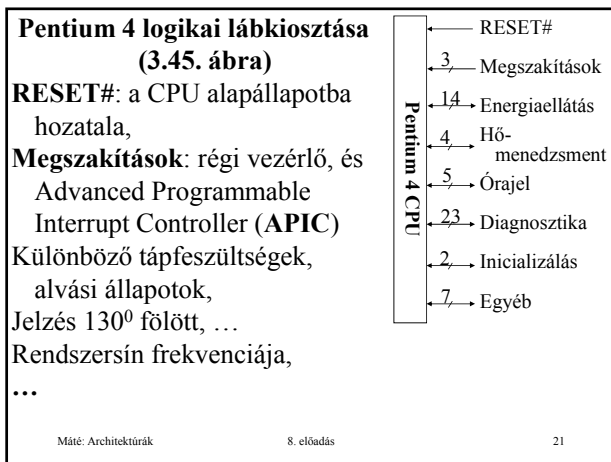 Pentium 4 logikai lábkiosztása
(3.45. ábra)
RESET#: a CPU alapállapotba
hozatala,
Megszakítások: régi vezérlő, és
Advanced Programmable
Interrupt Controller (APIC)
Különböző tápfeszültségek,
alvási állapotok,
Jelzés 130⁰ fölött, …
Rendszersín frekvenciája,
…
Pentium 4 CPU
RESET#
3 Megszakítások
14 Energiaellátás
4 Hő-
menedzsment
5 Órajel
23 Diagnosztika
2 Inicializálás
7 Egyéb
Máté: Architektúrák 8. előadás 21